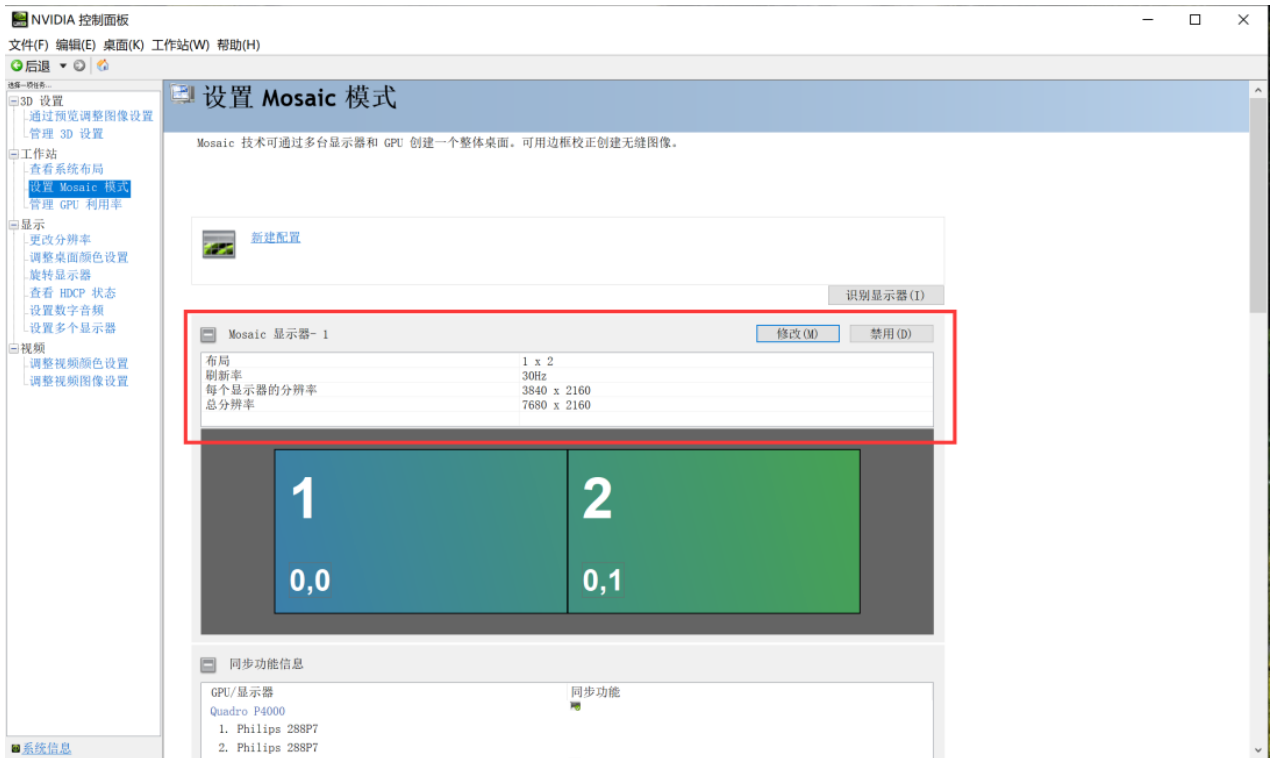 NVIDIA 控制面板
文件(F) 编辑(E) 桌面(K) 工作站(W) 帮助(H)
后退
选择一项任务...
3D 设置
通过预览调整图像设置
管理 3D 设置
工作站
查看系统布局
设置 Mosaic 模式
管理 GPU 利用率
显示
更改分辨率
调整桌面颜色设置
旋转显示器
查看 HDCP 状态
设置数字音频
设置多个显示器
视频
调整视频颜色设置
调整视频图像设置
系统信息
设置 Mosaic 模式
Mosaic 技术可通过多台显示器和 GPU 创建一个整体桌面。可用边框校正创建无缝图像。
新建配置
识别显示器(I)
Mosaic 显示器- 1 修改(M) 禁用(D)
布局 1 x 2
刷新率 30Hz
每个显示器的分辨率 3840 x 2160
总分辨率 7680 x 2160
1 2
0,0 0,1
同步功能信息
GPU/显示器 同步功能
Quadro P4000
1. Philips 288P7
2. Philips 288P7